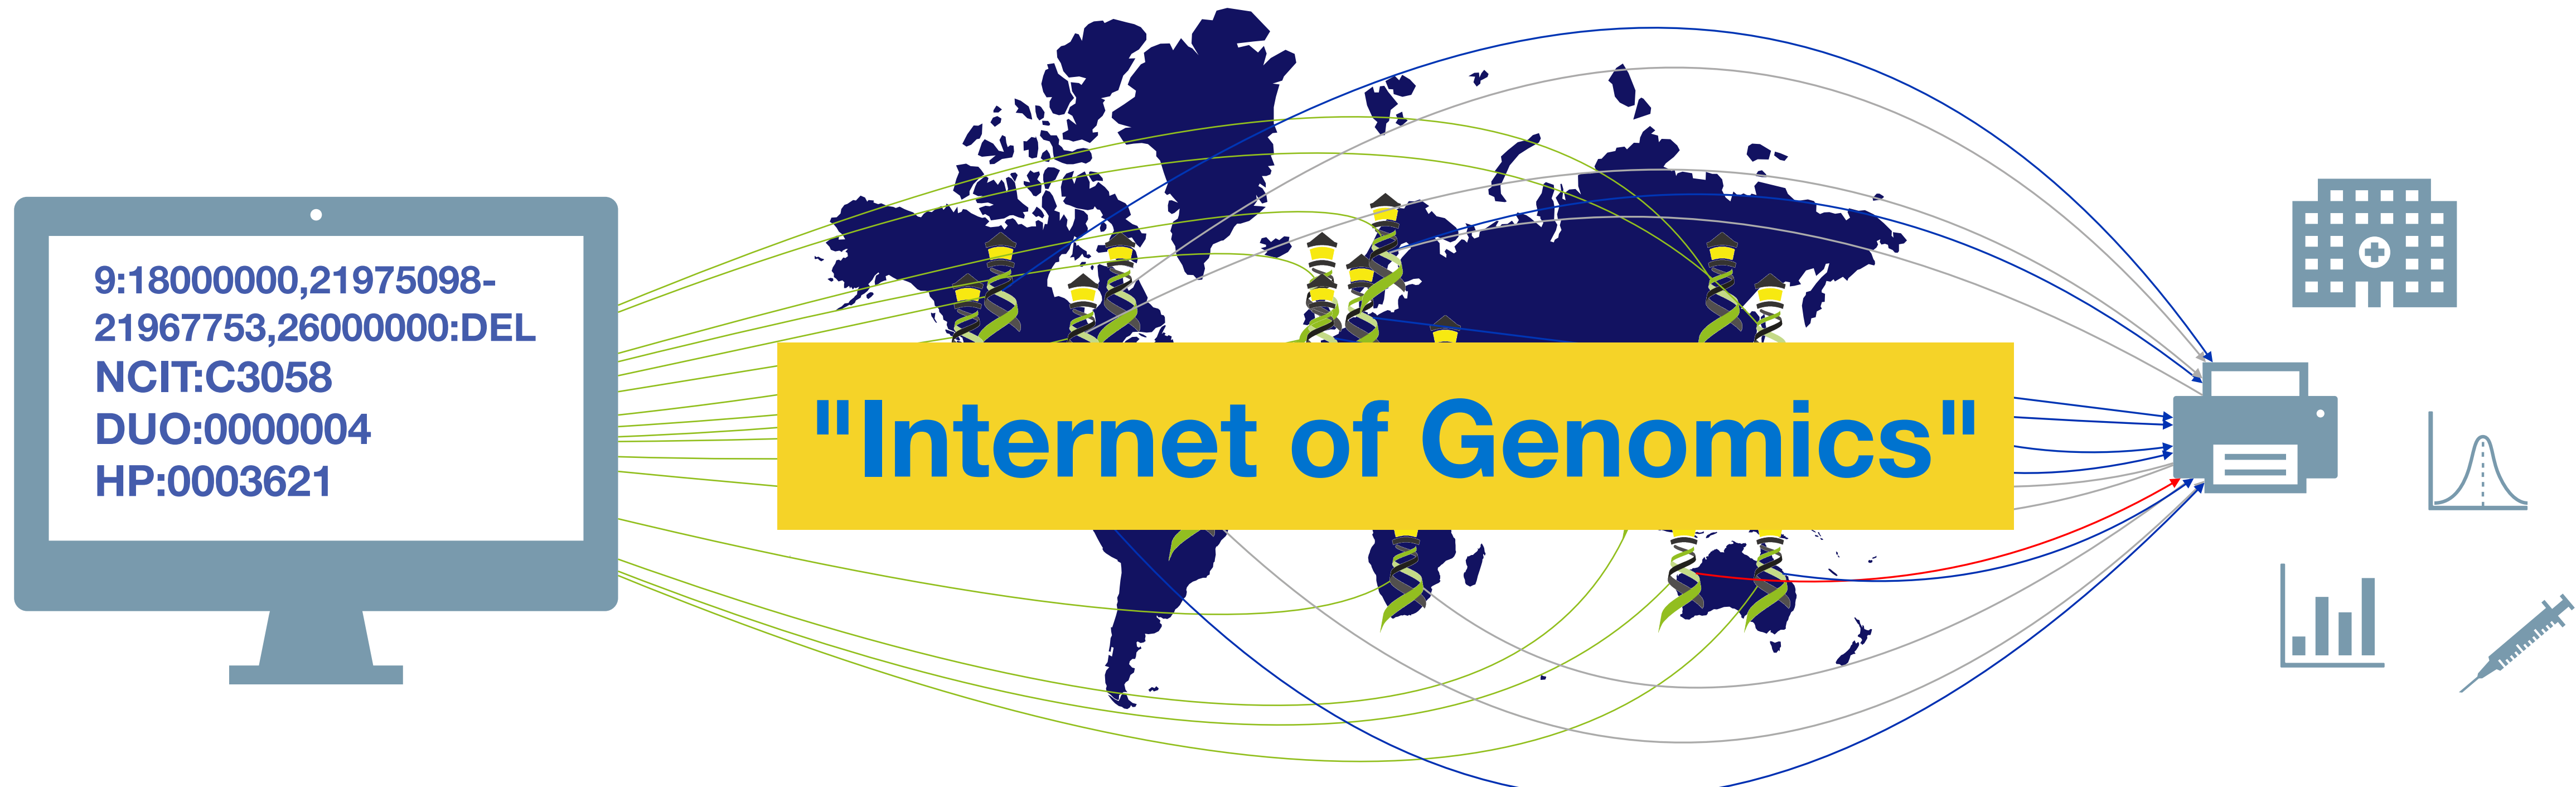 9:18000000,21975098-
21967753,26000000:DEL
NCIT:C3058
DUO:0000004
HP:0003621
"Internet of Genomics"